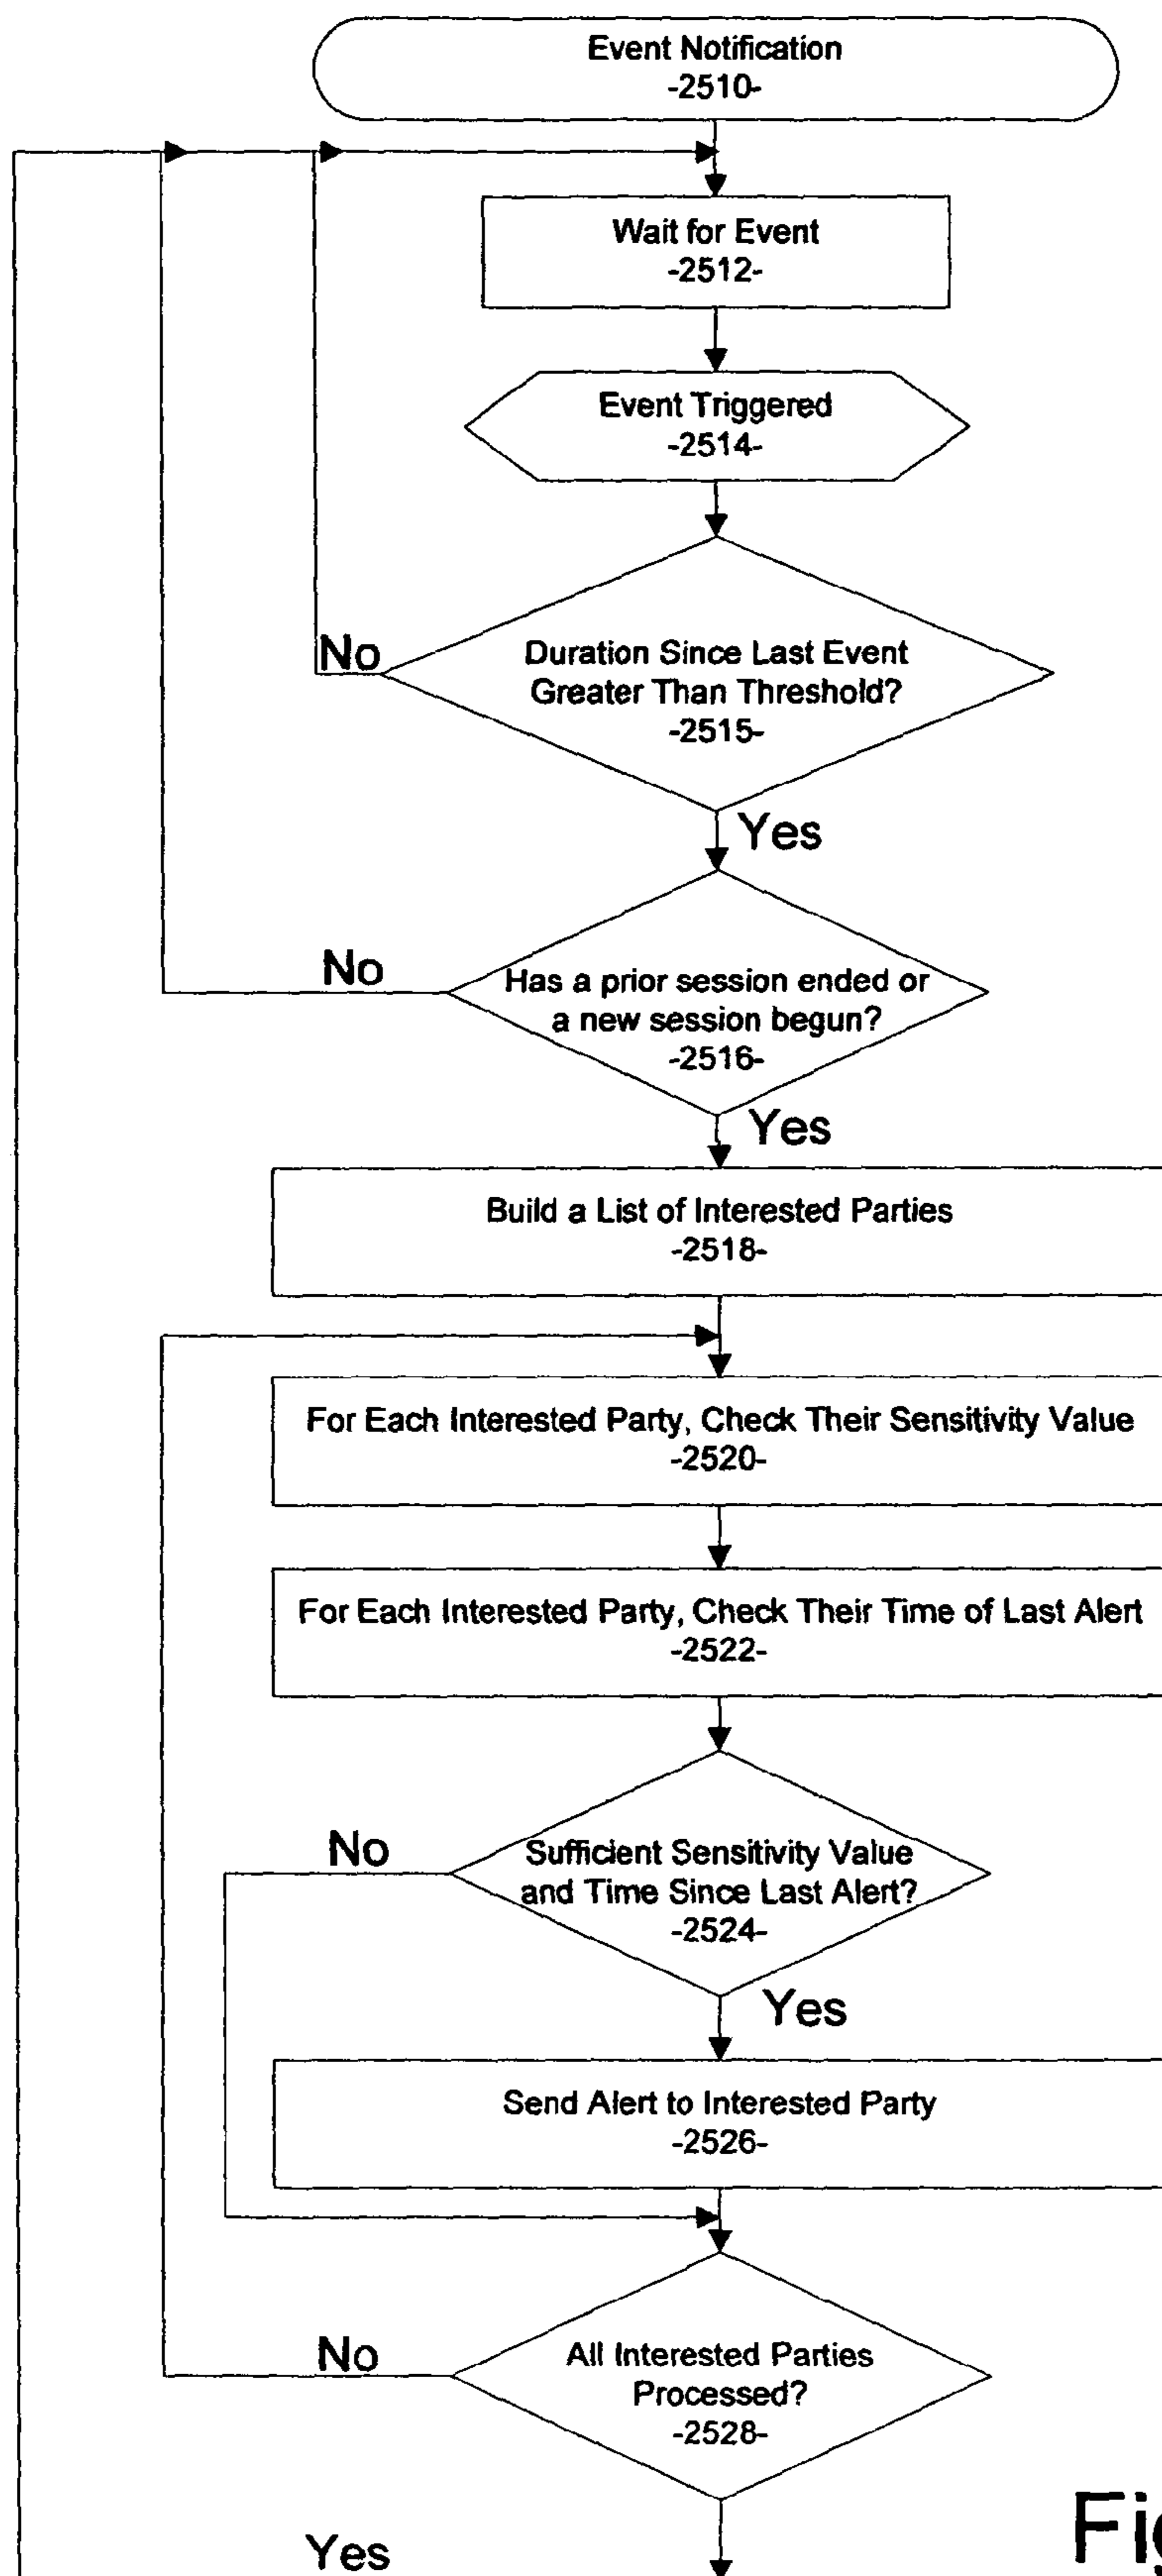 Event Notification
-2510-
Wait for Event
-2512-
Event Triggered
-2514-
No
Duration Since Last Event
Greater Than Threshold?
-2515-
Yes
No
Has a prior session ended or
a new session begun?
-2516-
Yes
Build a List of Interested Parties
-2518-
For Each Interested Party, Check Their Sensitivity Value
-2520-
For Each Interested Party, Check Their Time of Last Alert
-2522-
No
Sufficient Sensitivity Value
and Time Since Last Alert?
-2524-
Yes
Send Alert to Interested Party
-2526-
No
All Interested Parties
Processed?
-2528-
Yes